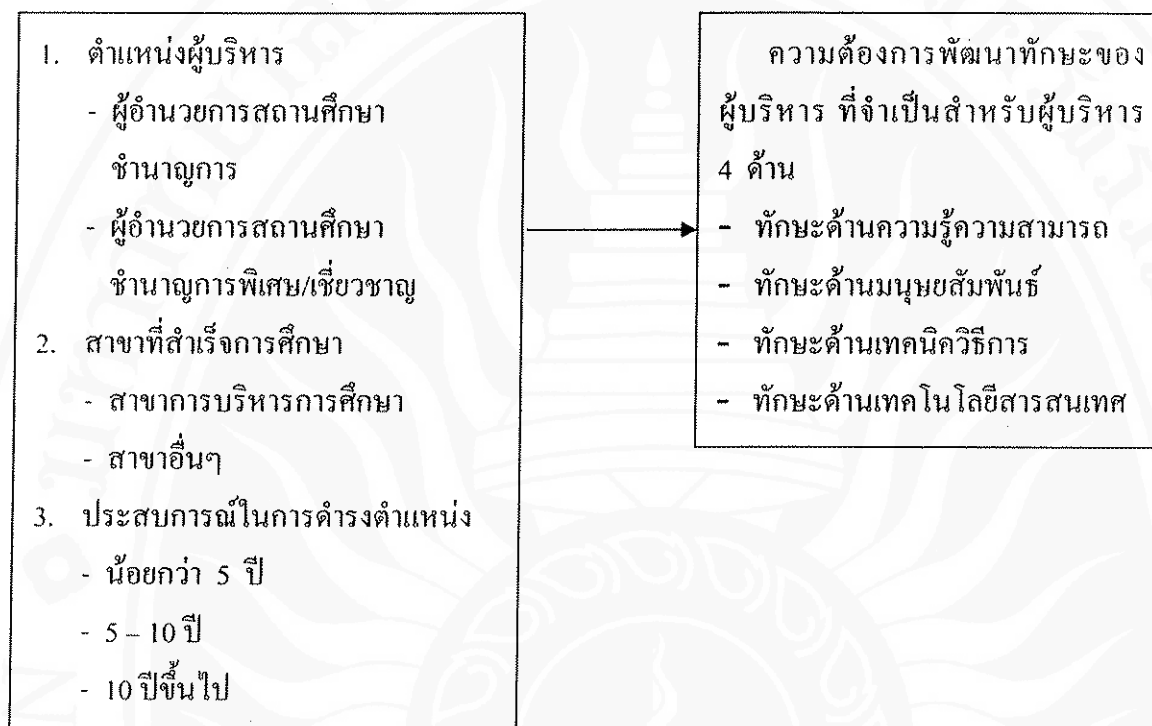 1. ตำแหน่งผู้บริหาร
- ผู้อำนวยการสถานศึกษา
ชำนาญการ
- ผู้อำนวยการสถานศึกษา
ชำนาญการพิเศษ/เชี่ยวชาญ
2. สาขาที่สำเร็จการศึกษา
- สาขาการบริหารการศึกษา
- สาขาอื่นๆ
3. ประสบการณ์ในการดำรงตำแหน่ง
- น้อยกว่า 5 ปี
- 5 – 10 ปี
- 10 ปีขึ้นไป
ความต้องการพัฒนาทักษะของ
ผู้บริหาร ที่จำเป็นสำหรับผู้บริหาร
4 ด้าน
- ทักษะด้านความรู้ความสามารถ
- ทักษะด้านมนุษยสัมพันธ์
- ทักษะด้านเทคนิควิธีการ
- ทักษะด้านเทคโนโลยีสารสนเทศ